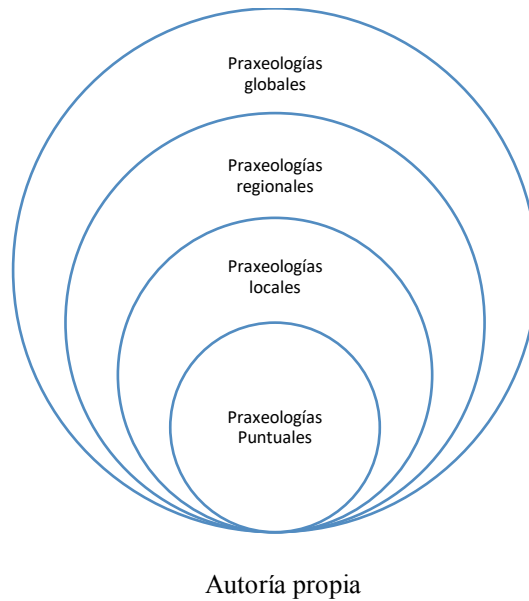 Praxeologías
globales
Praxeologías
regionales
Praxeologías
locales
Praxeologías
Puntuales
Autoría propia